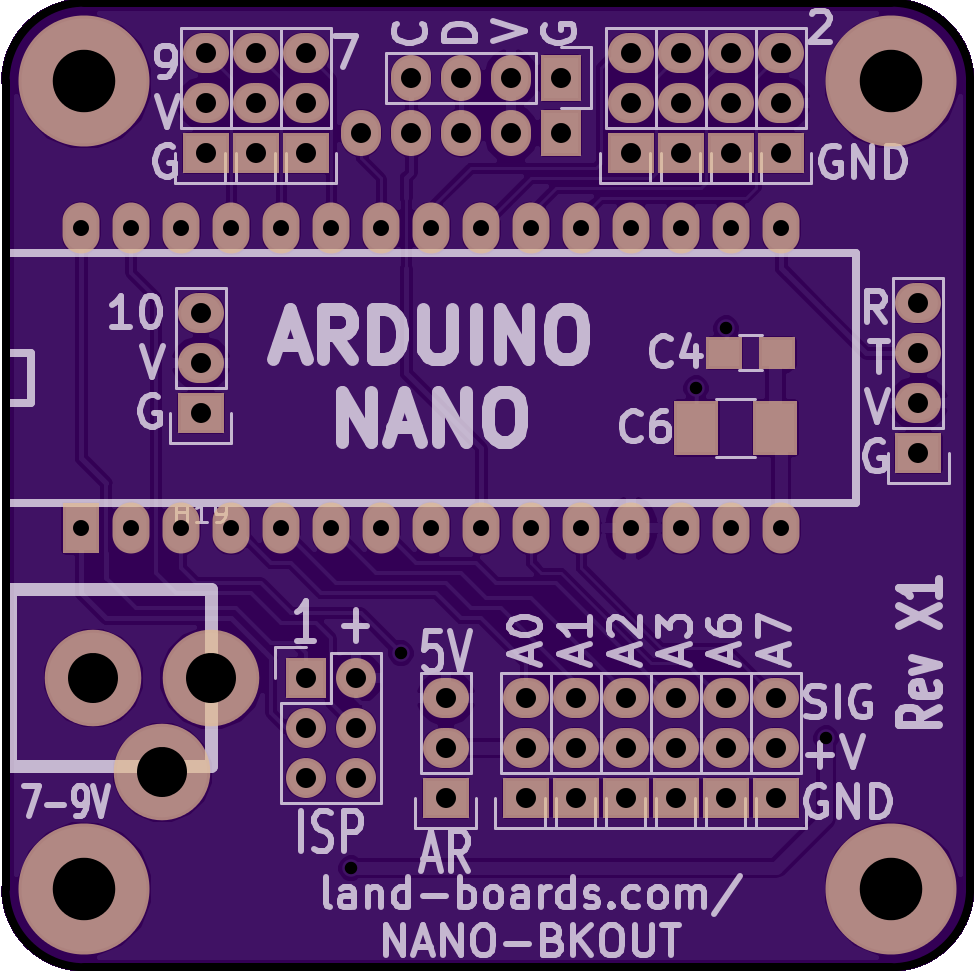 C D V G
2
9
7
V
G
GND
10
V
G
ARDUINO
NANO
C4
C6
R
T
V
G
1 +
5V
A0 A1 A2 A3 A6 A7
Rev X1
SIG
+V
GND
7-9V
ISP
AR
land-boards.com/
NANO-BKOUT